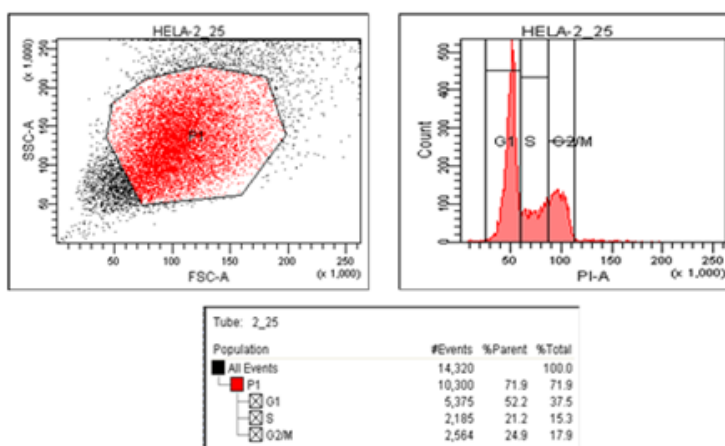 HELA-2_25
(x 1,000)
250
200
150
100
50
SSC-A
P1
50 100 150 200 250
(x 1,000)
FSC-A
HELA-2_25
500
400
300
200
100
0
Count
G1 S G2/M
50 100 150 200 250
(x 1,000)
PI-A
Tube: 2_25
Population #Events %Parent %Total
All Events 14,320 100.0
P1 10,300 71.9 71.9
G1 5,375 52.2 37.5
S 2,185 21.2 15.3
G2/M 2,564 24.9 17.9